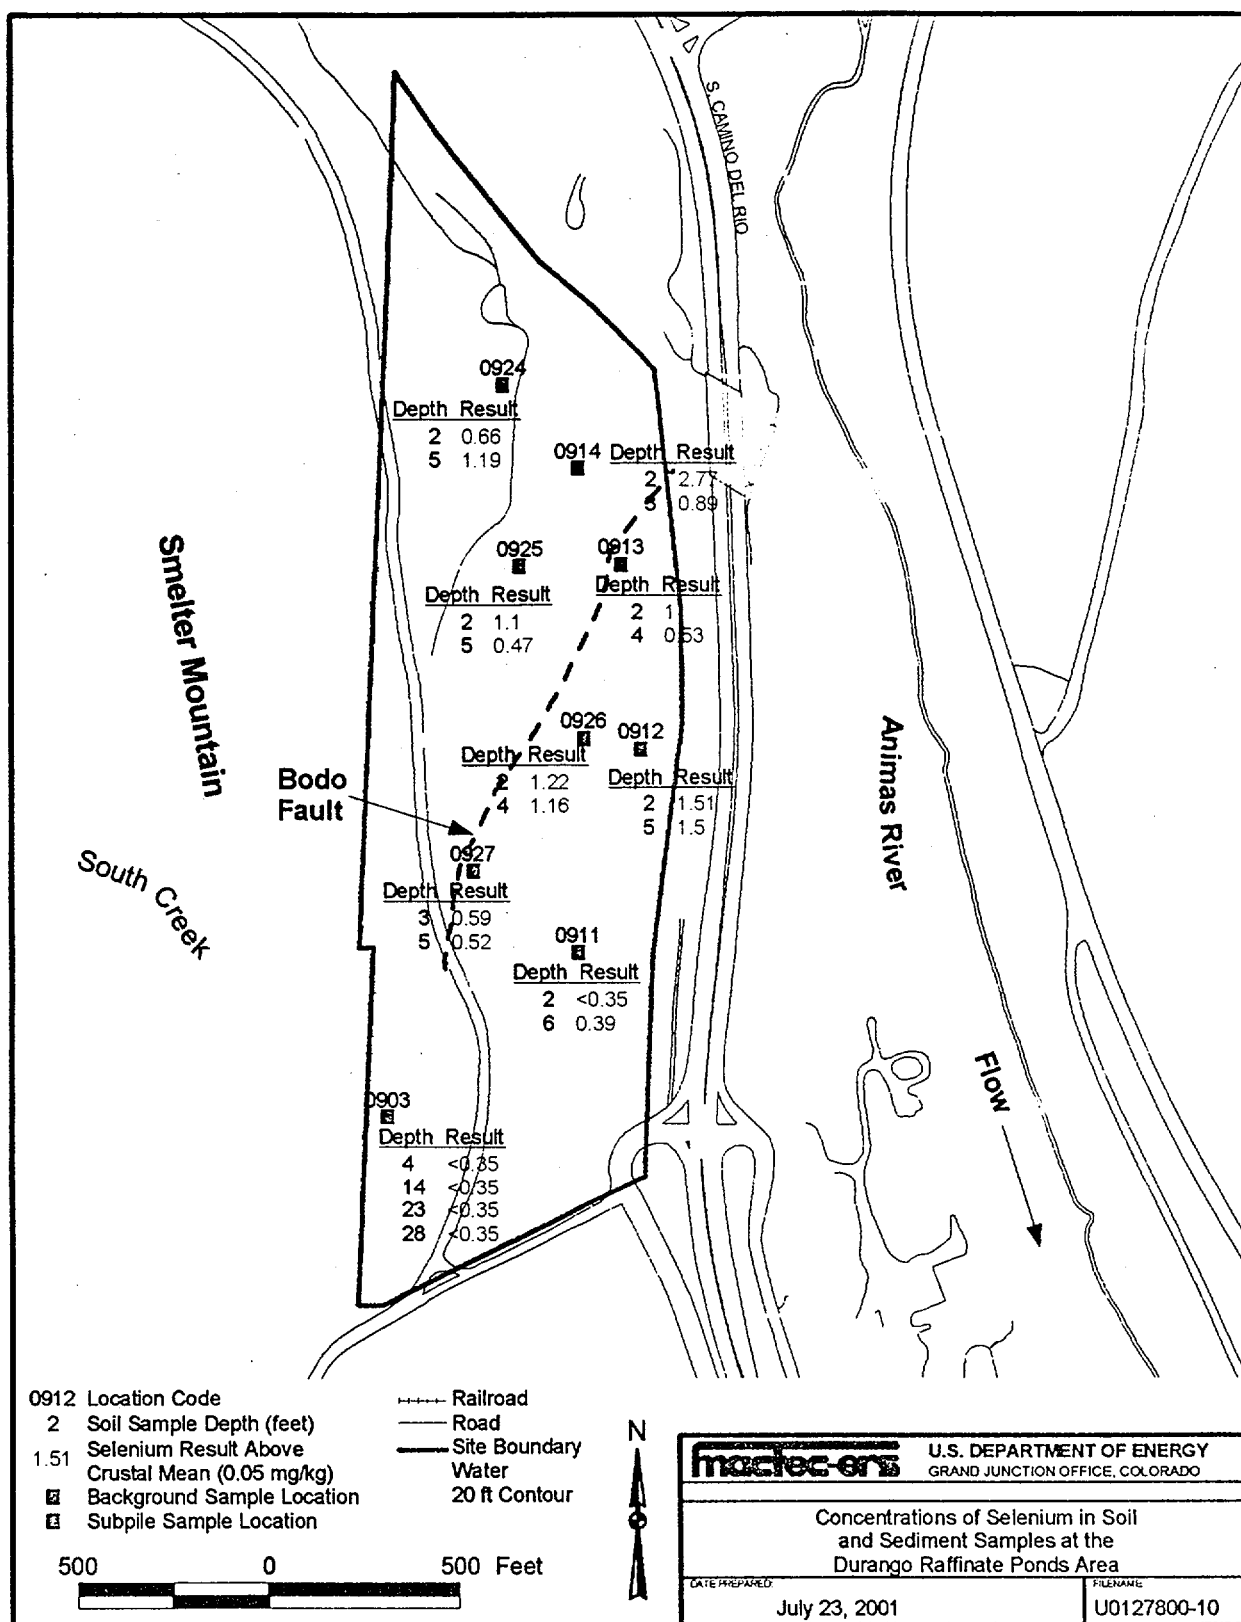 S. CAMINO DEL RIO
0924
Depth Result
2 0.66
5 1.19
0914
Depth Result
2 2.77
3 0.89
0925
Depth Result
2 1.1
5 0.47
0913
Depth Result
2 1
4 0.53
Smelter Mountain
0926
Depth Result
2 1.22
4 1.16
0912
Depth Result
2 1.51
5 1.5
Animas River
Bodo
Fault
0927
Depth Result
3 0.59
5 0.52
South Creek
0911
Depth Result
2 <0.35
6 0.39
Flow
0903
Depth Result
4 <0.35
14 <0.35
23 <0.35
28 <0.35
0912 Location Code
2 Soil Sample Depth (feet)
1.51 Selenium Result Above
Crustal Mean (0.05 mg/kg)
Background Sample Location
Subpile Sample Location
Railroad
Road
Site Boundary
Water
20 ft Contour
500 0 500 Feet
N
mactec-ers
U.S. DEPARTMENT OF ENERGY
GRAND JUNCTION OFFICE, COLORADO
Concentrations of Selenium in Soil
and Sediment Samples at the
Durango Raffinate Ponds Area
DATE PREPARED:
July 23, 2001
FILENAME:
U0127800-10